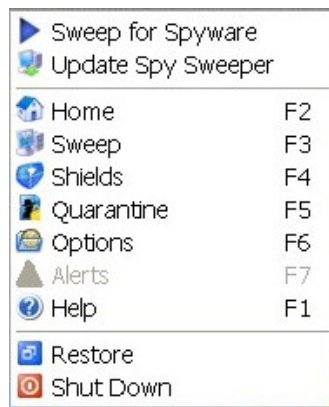 Sweep for Spyware
Update Spy Sweeper
Home F2
Sweep F3
Shields F4
Quarantine F5
Options F6
Alerts F7
Help F1
Restore
Shut Down